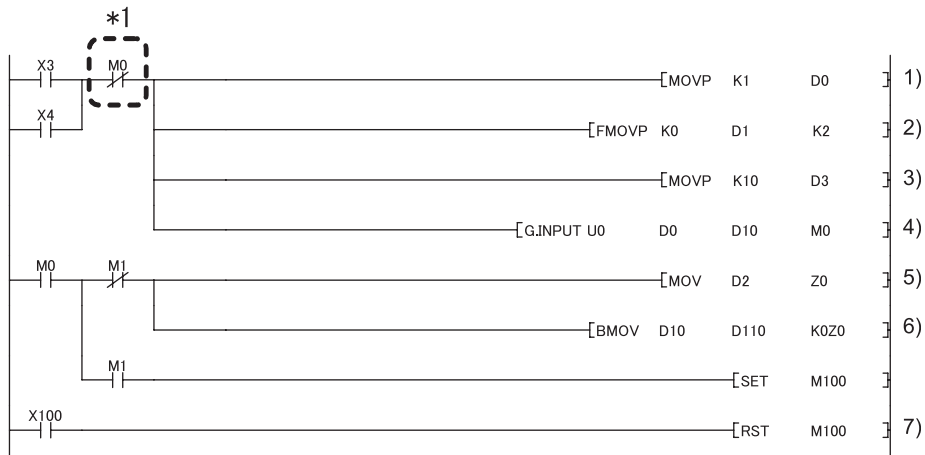 *1
X3 M0 MOVP K1 D0 1)
X4 FMOVP K0 D1 K2 2)
MOVP K10 D3 3)
G.INPUT U0 D0 D10 M0 4)
M0 M1 MOV D2 Z0 5)
BMOV D10 D110 K0Z0 6)
M1 SET M100
X100 RST M100 7)